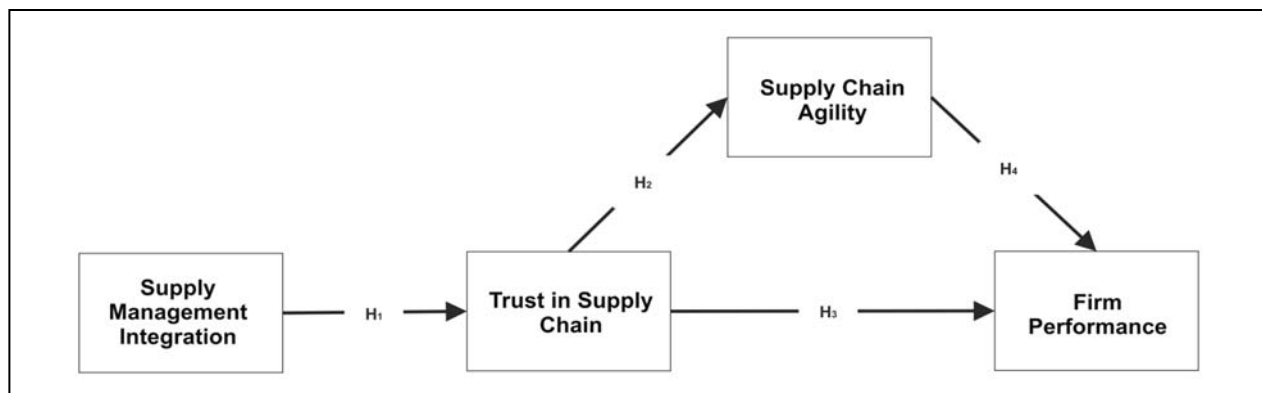 Supply Chain
Agility
H₂
H₄
Supply
Management
Integration
H₁
Trust in Supply
Chain
H₃
Firm
Performance